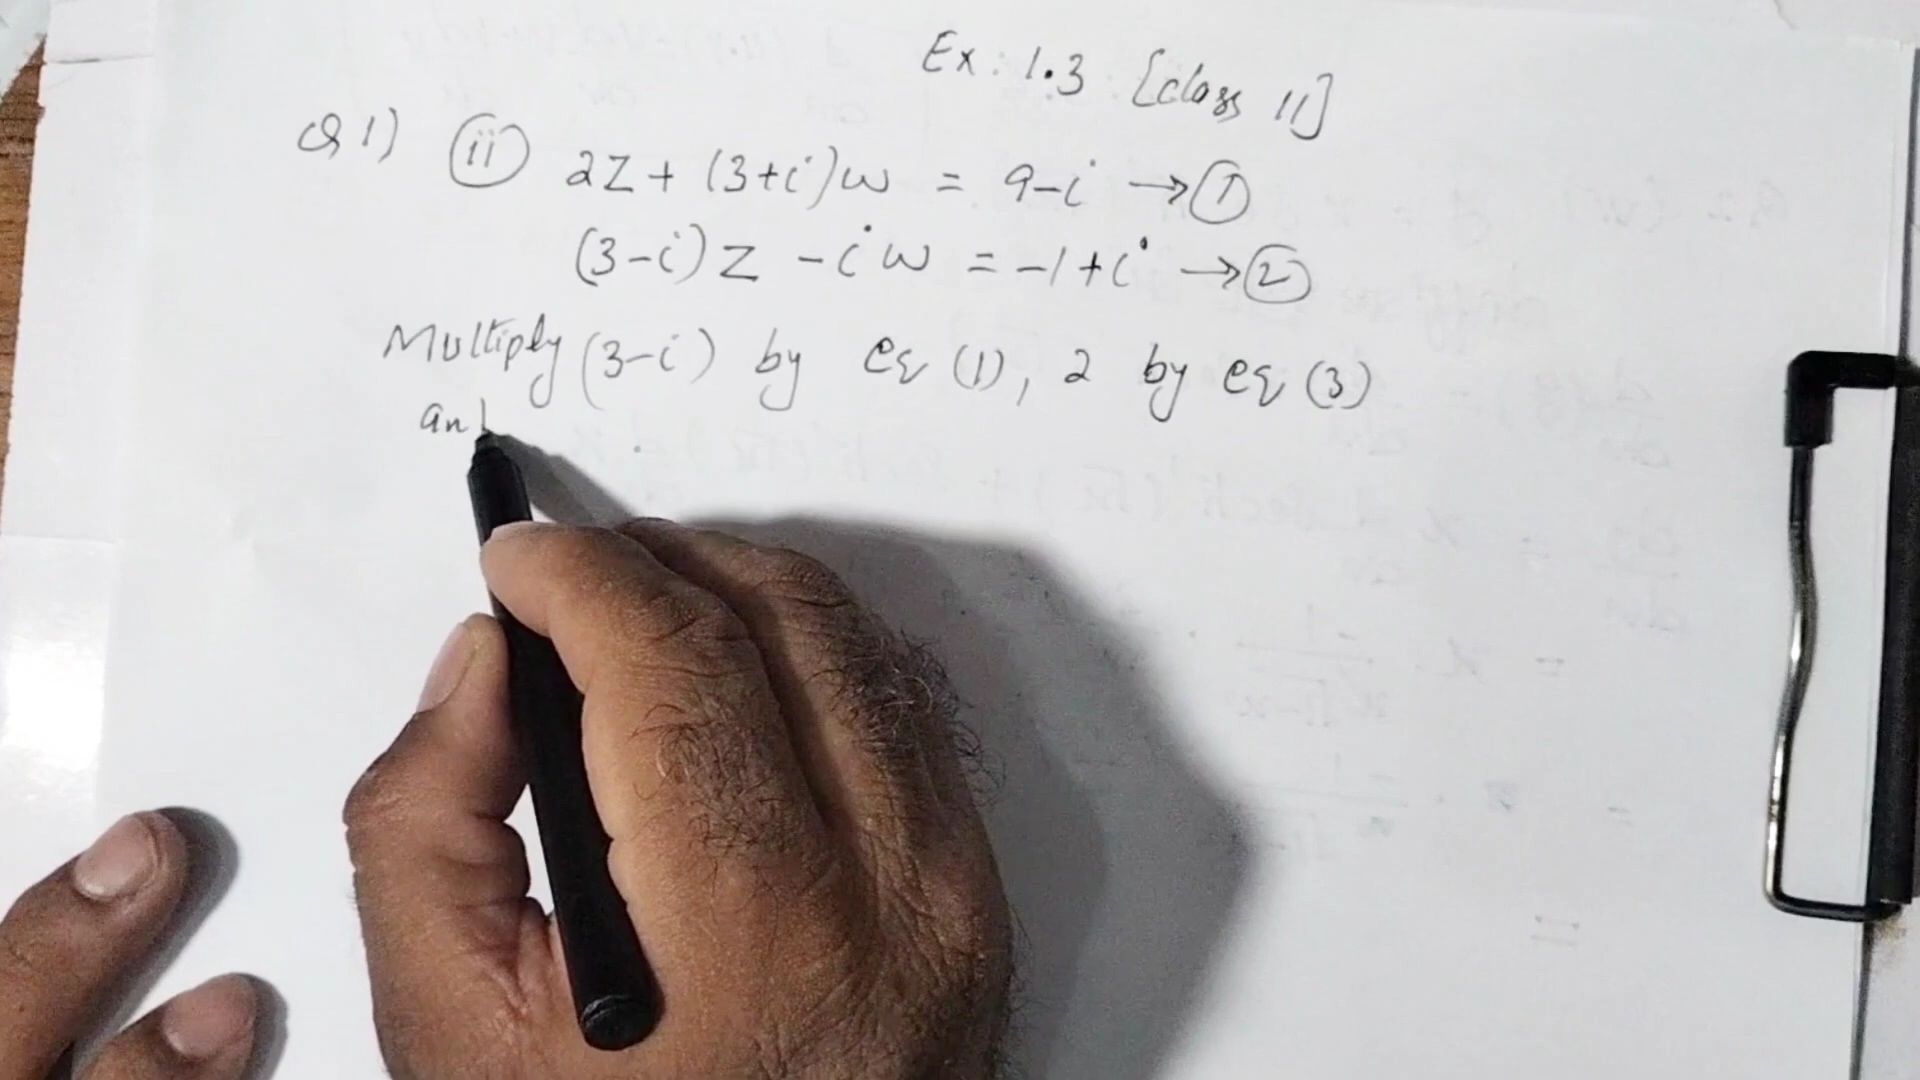 Ex: 1.3 [class 11]
Q 1) (ii) 2z + (3+i)w = 9-i → (1)
(3-i)z - iw = -1+i → (2)
Multiply (3-i) by eq (1), 2 by eq (3)
an